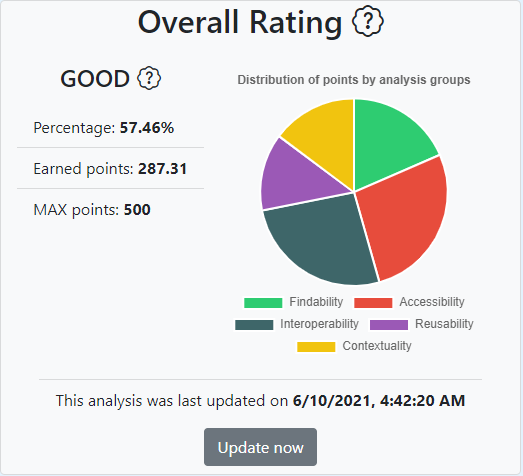 Overall Rating ?
GOOD ?
Percentage: 57.46%
Earned points: 287.31
MAX points: 500
Distribution of points by analysis groups
Findability Accessibility
Interoperability Reusability
Contextuality
This analysis was last updated on 6/10/2021, 4:42:20 AM
Update now